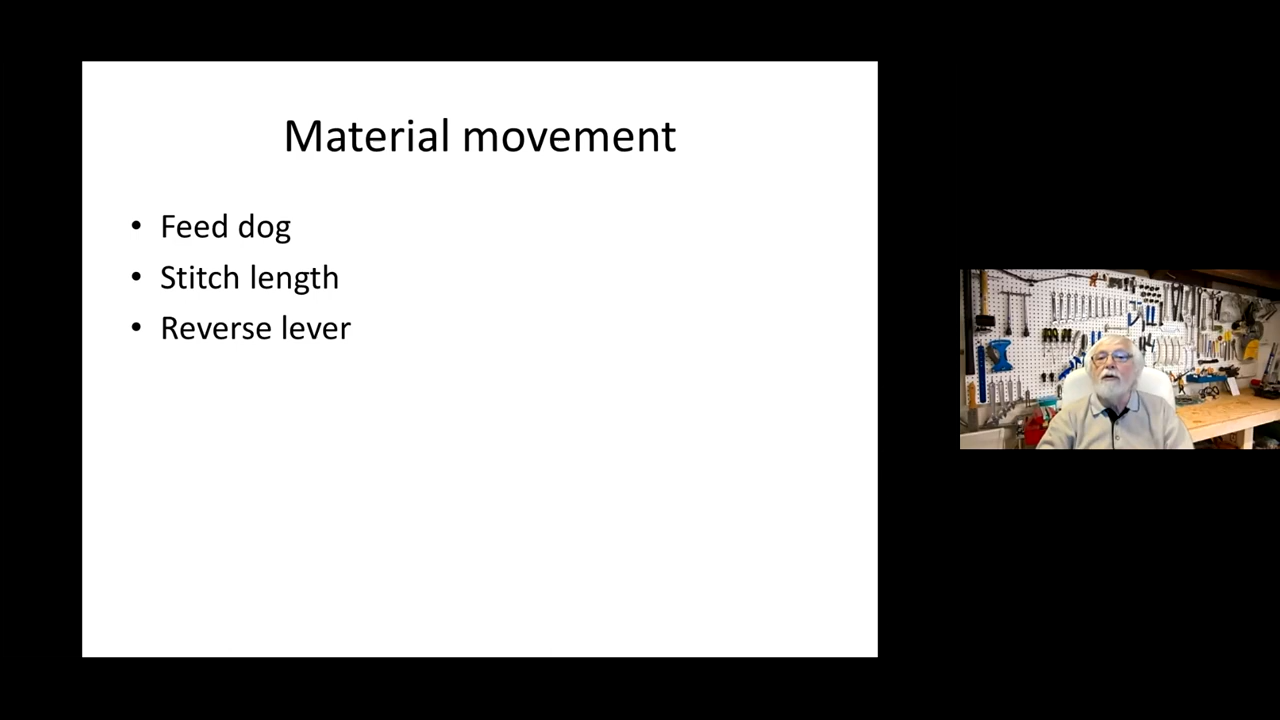 Material movement
• Feed dog
• Stitch length
• Reverse lever